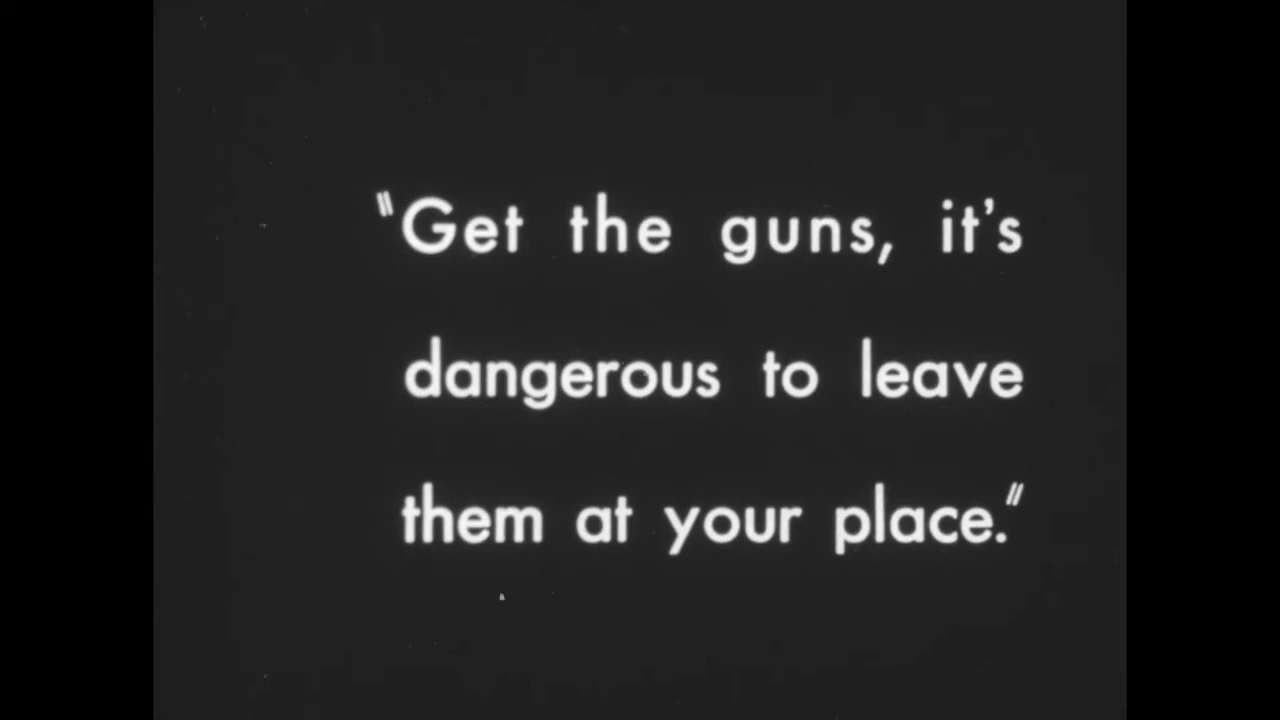 "Get the guns, it's
dangerous to leave
them at your place."